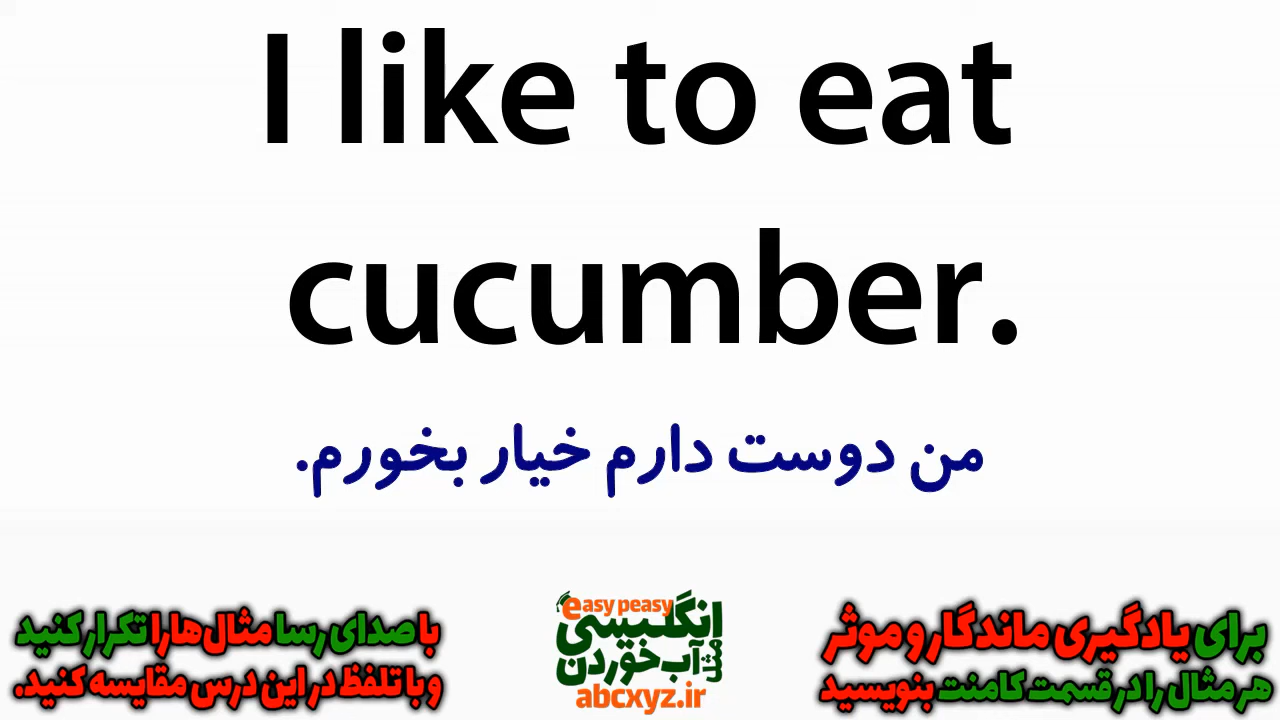 I like to eat
cucumber.
من دوست دارم خیار بخورم.
برای یادگیری ماندگار و موثر
هر مثال را در قسمت کامنت بنویسید
easy peasy
انگلیسی
مثل آب خوردن
abcxyz.ir
با صدای رسا مثال‌ها را تکرار کنید
و با تلفظ در این درس مقایسه کنید.